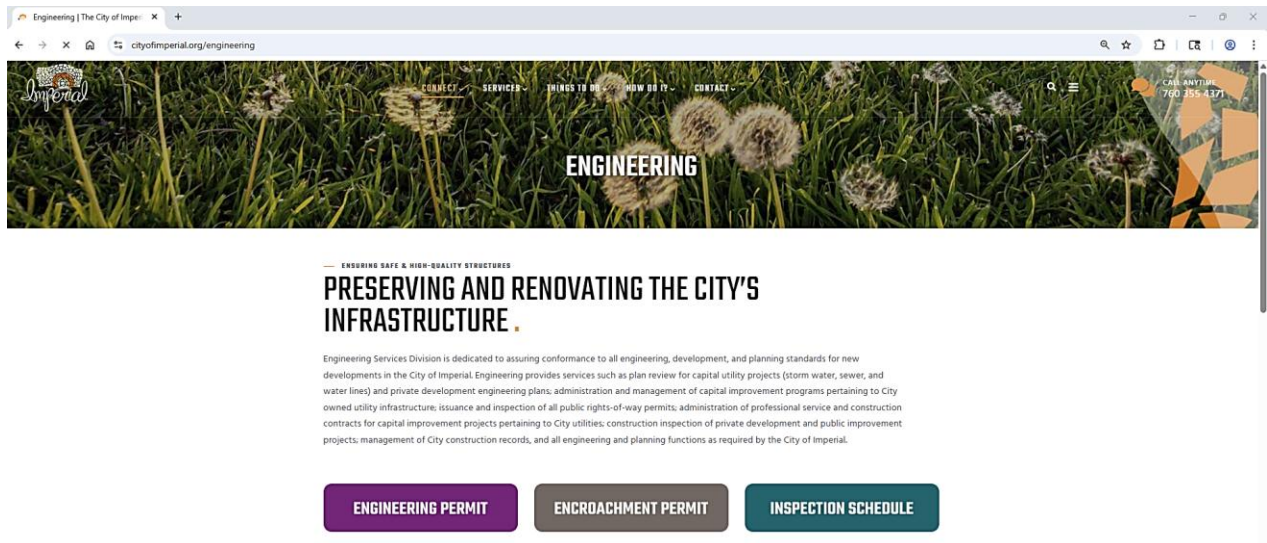 Engineering | The City of Imper
cityofimperial.org/engineering
Imperial
CONNECT SERVICES THINGS TO DO HOW DO I? CONTACT
CALL ANYTIME
760 355 4371
ENGINEERING
ENSURING SAFE & HIGH-QUALITY STRUCTURES
PRESERVING AND RENOVATING THE CITY'S
INFRASTRUCTURE .
Engineering Services Division is dedicated to assuring conformance to all engineering, development, and planning standards for new
developments in the City of Imperial. Engineering provides services such as plan review for capital utility projects (storm water, sewer, and
water lines) and private development engineering plans; administration and management of capital improvement programs pertaining to City
owned utility infrastructure; issuance and inspection of all public rights-of-way permits; administration of professional service and construction
contracts for capital improvement projects pertaining to City utilities; construction inspection of private development and public improvement
projects; management of City construction records, and all engineering and planning functions as required by the City of Imperial.
ENGINEERING PERMIT ENCROACHMENT PERMIT INSPECTION SCHEDULE